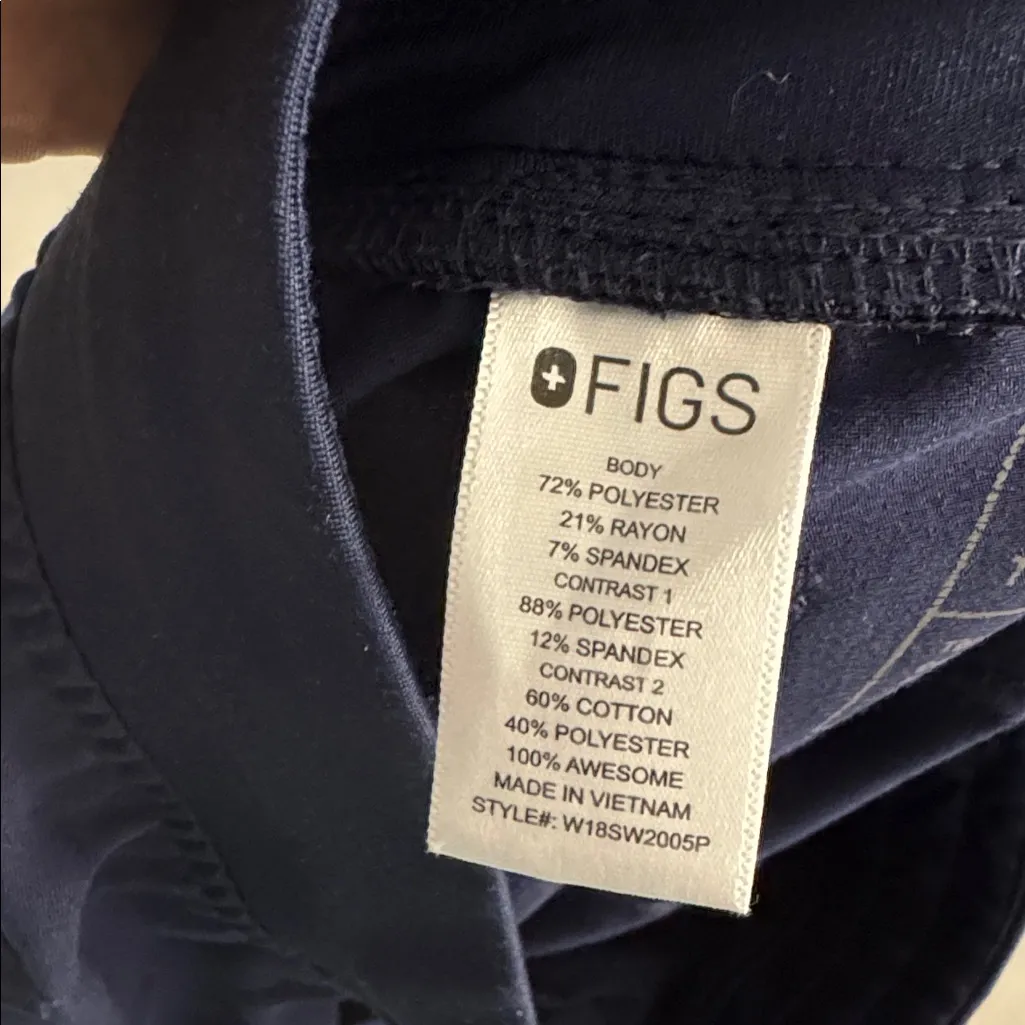 FIGS
BODY
72% POLYESTER
21% RAYON
7% SPANDEX
CONTRAST 1
88% POLYESTER
12% SPANDEX
CONTRAST 2
60% COTTON
40% POLYESTER
100% AWESOME
MADE IN VIETNAM
STYLE#: W18SW2005P